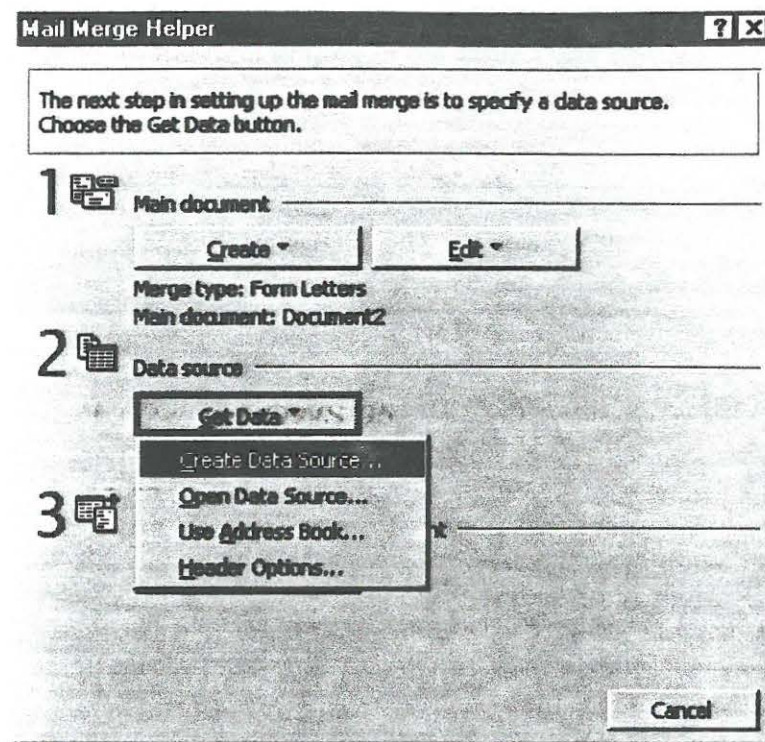 Mail Merge Helper
The next step in setting up the mail merge is to specify a data source.
Choose the Get Data button.
1 Main document
Create Edit
Merge type: Form Letters
Main document: Document2
2 Data source
Get Data
Create Data Source...
Open Data Source...
3 Use Address Book... nt
Header Options...
Cancel